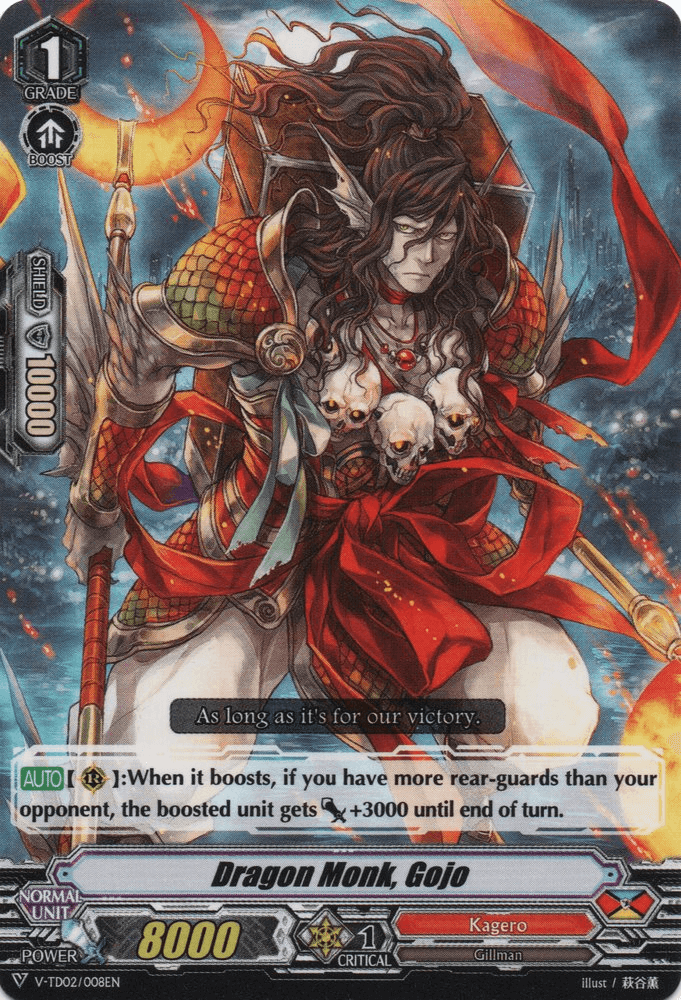 1
GRADE
BOOST
SHIELD
10000
As long as it's for our victory.
AUTO【 R 】:When it boosts, if you have more rear-guards than your
opponent, the boosted unit gets +3000 until end of turn.
Dragon Monk, Gojo
NORMAL
UNIT
POWER
8000
1
CRITICAL
Kagero
Gillman
V-TD02/008EN
illust / 萩谷薫